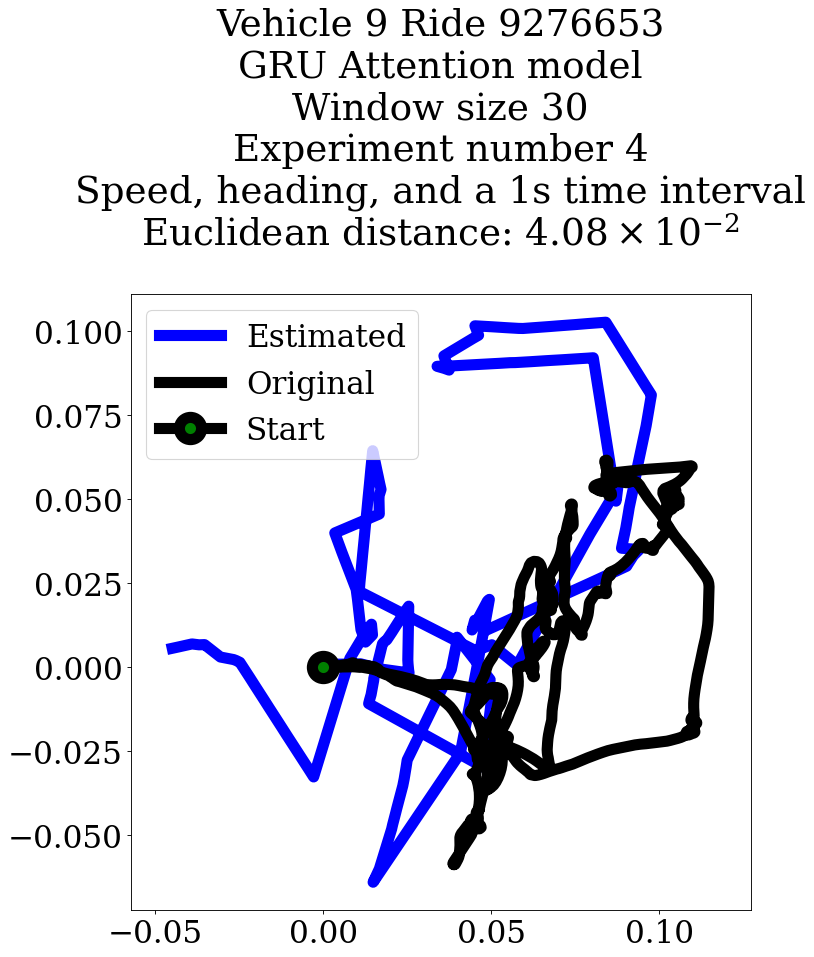 Vehicle 9 Ride 9276653
GRU Attention model
Window size 30
Experiment number 4
Speed, heading, and a 1s time interval
Euclidean distance: 4.08 × 10⁻²
Estimated
Original
Start
0.100
0.075
0.050
0.025
0.000
−0.025
−0.050
−0.05 0.00 0.05 0.10